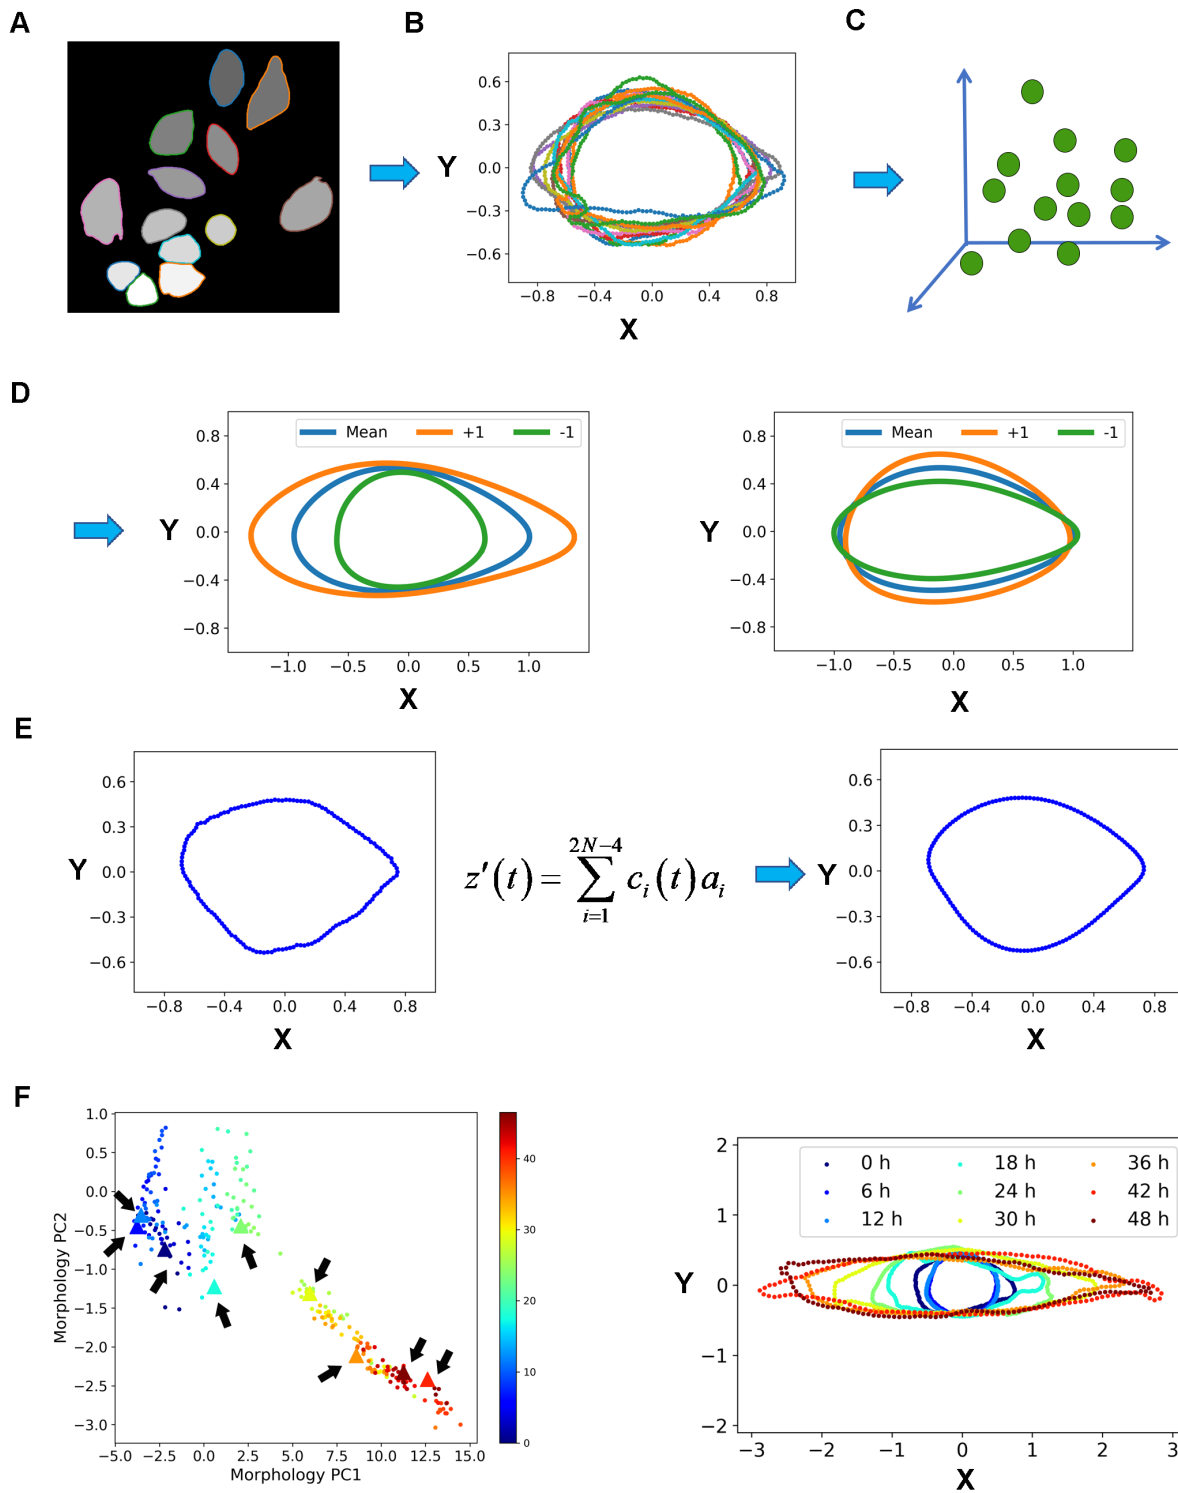 A
B
C
0.6
0.3
0.0
−0.3
−0.6
Y
−0.8
−0.4
0.0
0.4
0.8
X
D
Mean
+1
-1
0.8
0.4
0.0
−0.4
−0.8
Y
−1.0
−0.5
0.0
0.5
1.0
X
Mean
+1
-1
0.8
0.4
0.0
−0.4
−0.8
Y
−1.0
−0.5
0.0
0.5
1.0
X
E
0.6
0.3
0.0
−0.3
−0.6
Y
−0.8
−0.4
0.0
0.4
0.8
X
z′(t) = ∑ i=1 2N−4 c_i(t) a_i
0.6
0.3
0.0
−0.3
−0.6
Y
−0.8
−0.4
0.0
0.4
0.8
X
F
1.0
0.5
0.0
−0.5
−1.0
−1.5
−2.0
−2.5
−3.0
Morphology PC2
−5.0
−2.5
0.0
2.5
5.0
7.5
10.0
12.5
15.0
Morphology PC1
40
30
20
10
0
2
1
0
−1
−2
Y
0 h
6 h
12 h
18 h
24 h
30 h
36 h
42 h
48 h
−3
−2
−1
0
1
2
3
X